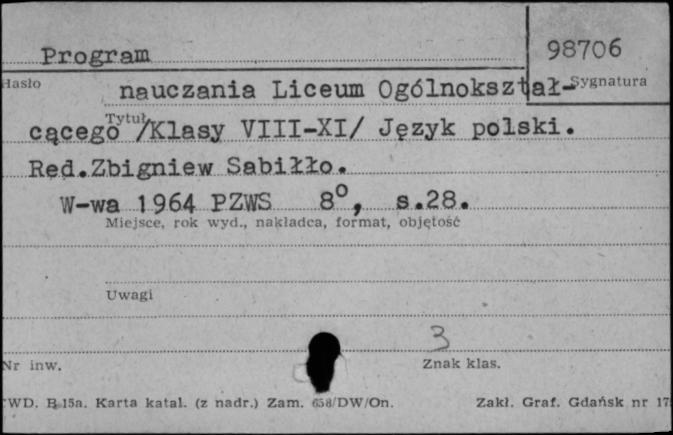 Program
98706
Hasło
nauczania Liceum Ogólnokształ-
Sygnatura
Tytuł
cącego /Klasy VIII-XI/ Język polski.
Red.Zbigniew Sabiłło.
W-wa 1964 PZWS 8°, s.28.
Miejsce, rok wyd., nakładca, format, objętość
Uwagi
3
Nr inw.
Znak klas.
WD. B 15a. Karta katal. (z nadr.) Zam. 658/DW/On.
Zakł. Graf. Gdańsk nr 17